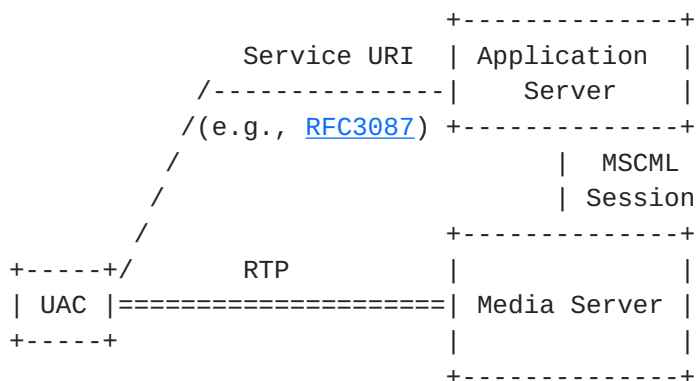 +--------------+
               Service URI  | Application  |
            /---------------|    Server    |
           /(e.g., RFC3087) +--------------+
          /                        |  MSCML
         /                         | Session
        /                   +--------------+
+-----+/       RTP          |              |
| UAC |=====================| Media Server |
+-----+                     |              |
                            +--------------+